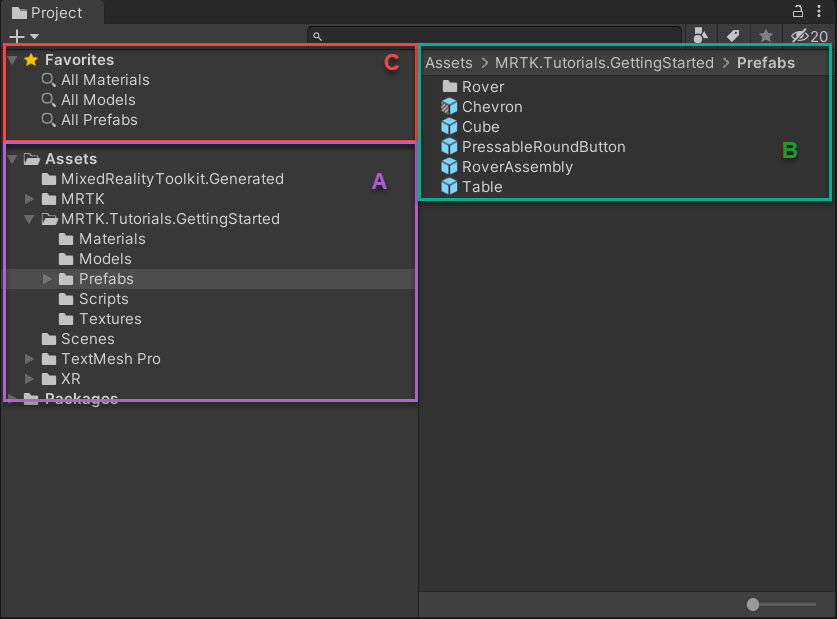 Project
20
Favorites
All Materials
All Models
All Prefabs
C
Assets
MixedRealityToolkit.Generated
MRTK
MRTK.Tutorials.GettingStarted
Materials
Models
Prefabs
Scripts
Textures
Scenes
TextMesh Pro
XR
Packages
A
Assets > MRTK.Tutorials.GettingStarted > Prefabs
Rover
Chevron
Cube
PressableRoundButton
RoverAssembly
Table
B